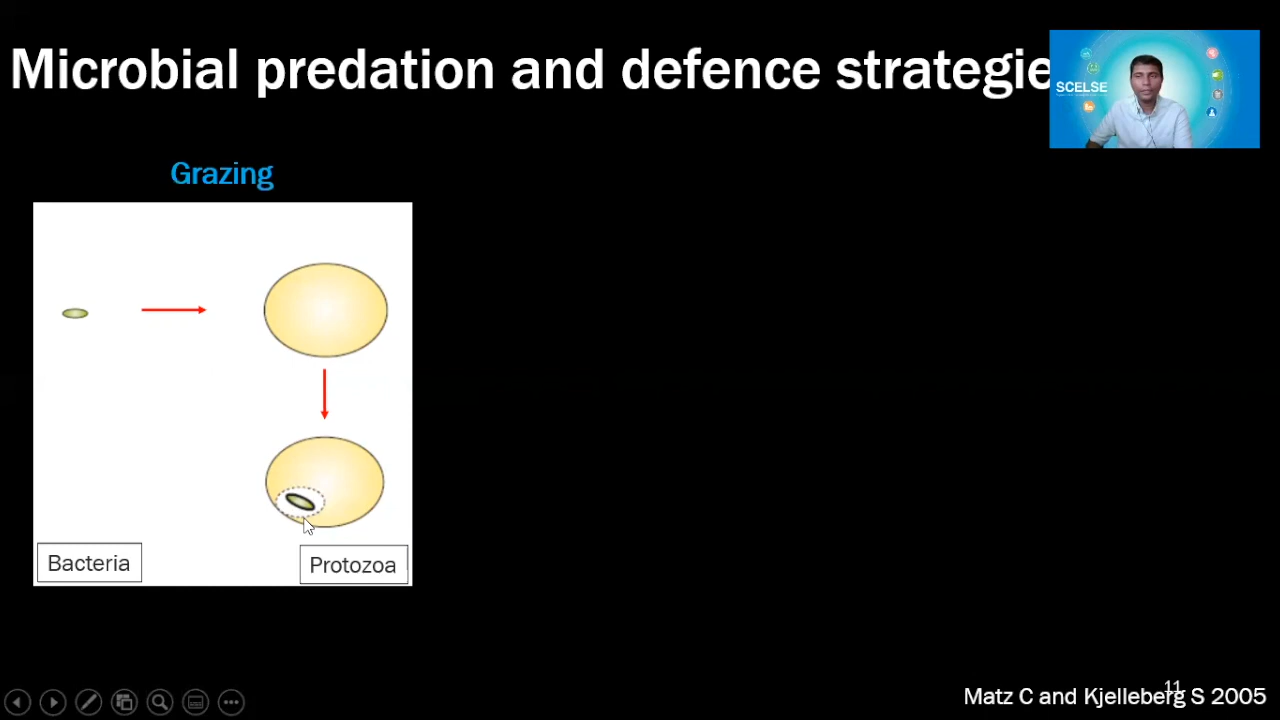 Microbial predation and defence strategie
SCELSE
Grazing
Bacteria
Protozoa
11
Matz C and Kjelleberg S 2005